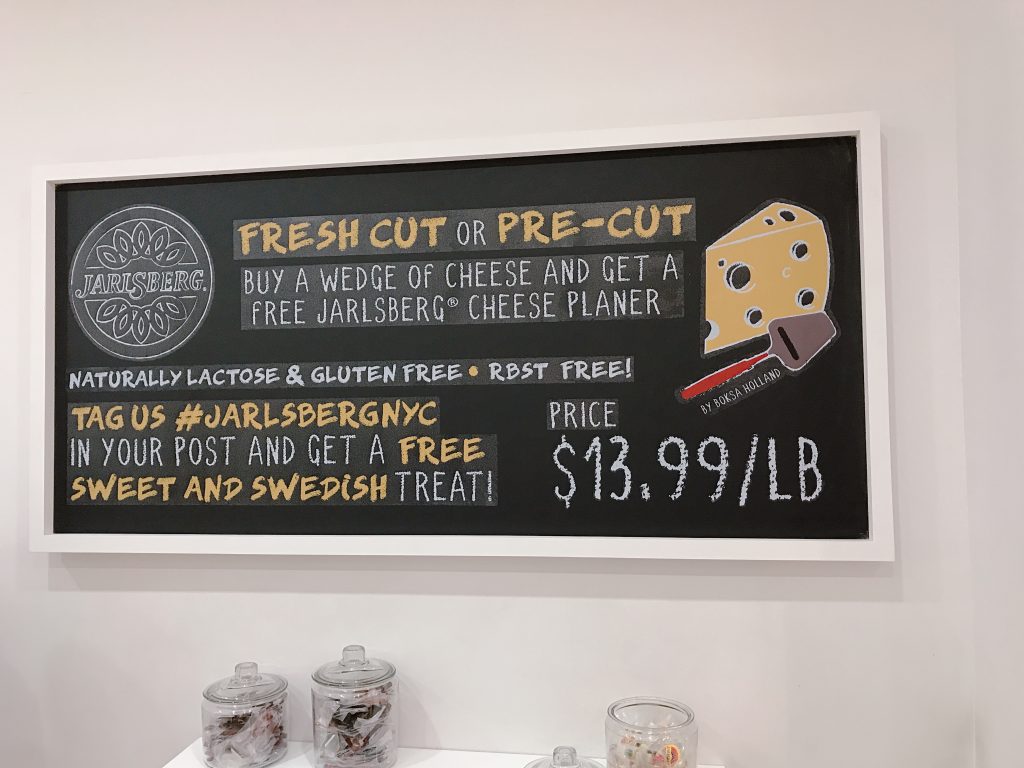 JARLSBERG®
FRESH CUT OR PRE-CUT
BUY A WEDGE OF CHEESE AND GET A
FREE JARLSBERG® CHEESE PLANER
NATURALLY LACTOSE & GLUTEN FREE • RBST FREE!
TAG US #JARLSBERGNYC
IN YOUR POST AND GET A FREE
SWEET AND SWEDISH TREAT!
PRICE
$13.99/LB
BY BOKSA HOLLAND